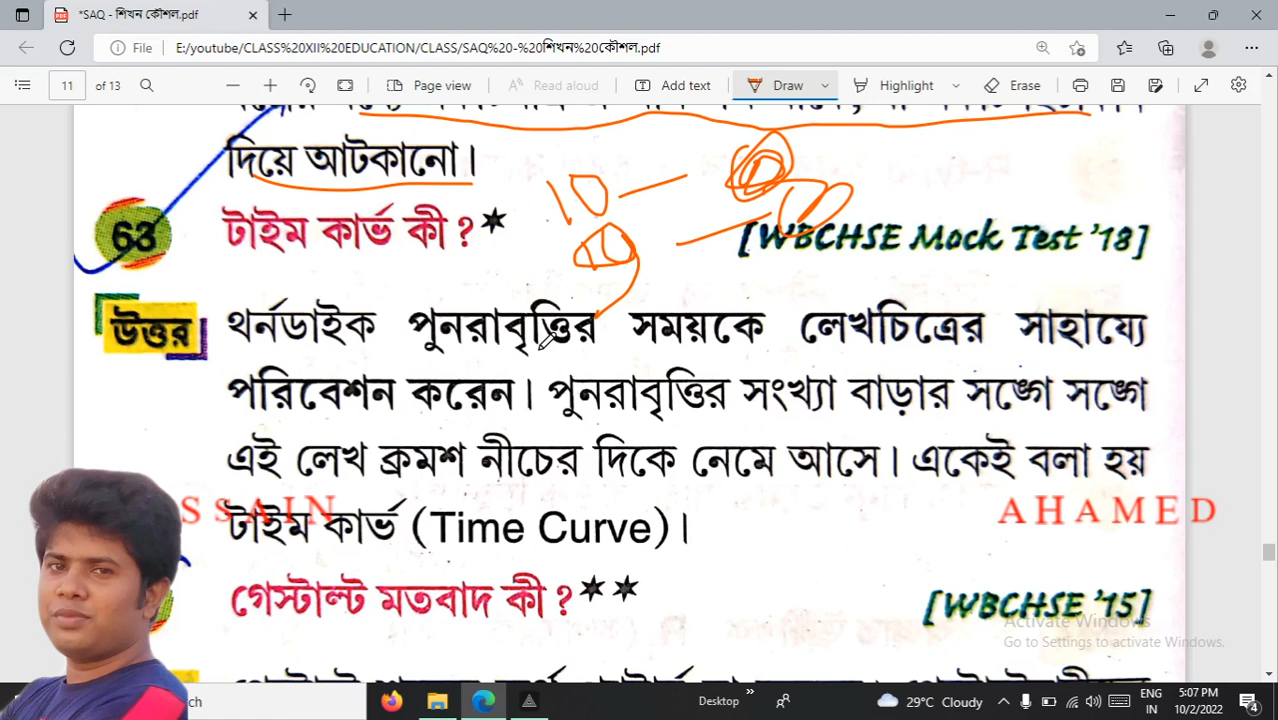 *SAQ - শিখন কৌশল.pdf
File E:/youtube/CLASS%20XII%20EDUCATION/CLASS/SAQ%20-%20শিখন%20কৌশল.pdf
11 of 13 Page view Read aloud Add text Draw Highlight Erase
দিয়ে আটকানো।
10
63 টাইম কার্ভ কী ?★ [WBCHSE Mock Test '18]
উত্তর থর্নডাইক পুনরাবৃত্তির সময়কে লেখচিত্রের সাহায্যে
পরিবেশন করেন। পুনরাবৃত্তির সংখ্যা বাড়ার সঙ্গে সঙ্গে
এই লেখ ক্রমশ নীচের দিকে নেমে আসে। একেই বলা হয়
SSAIN AHAMED
টাইম কার্ভ (Time Curve)।
গেস্টাল্ট মতবাদ কী ?★★ [WBCHSE '15]
Activate Windows
Go to Settings to activate Windows.
rch Desktop 29°C Cloudy ENG IN 5:07 PM 10/2/2022 4